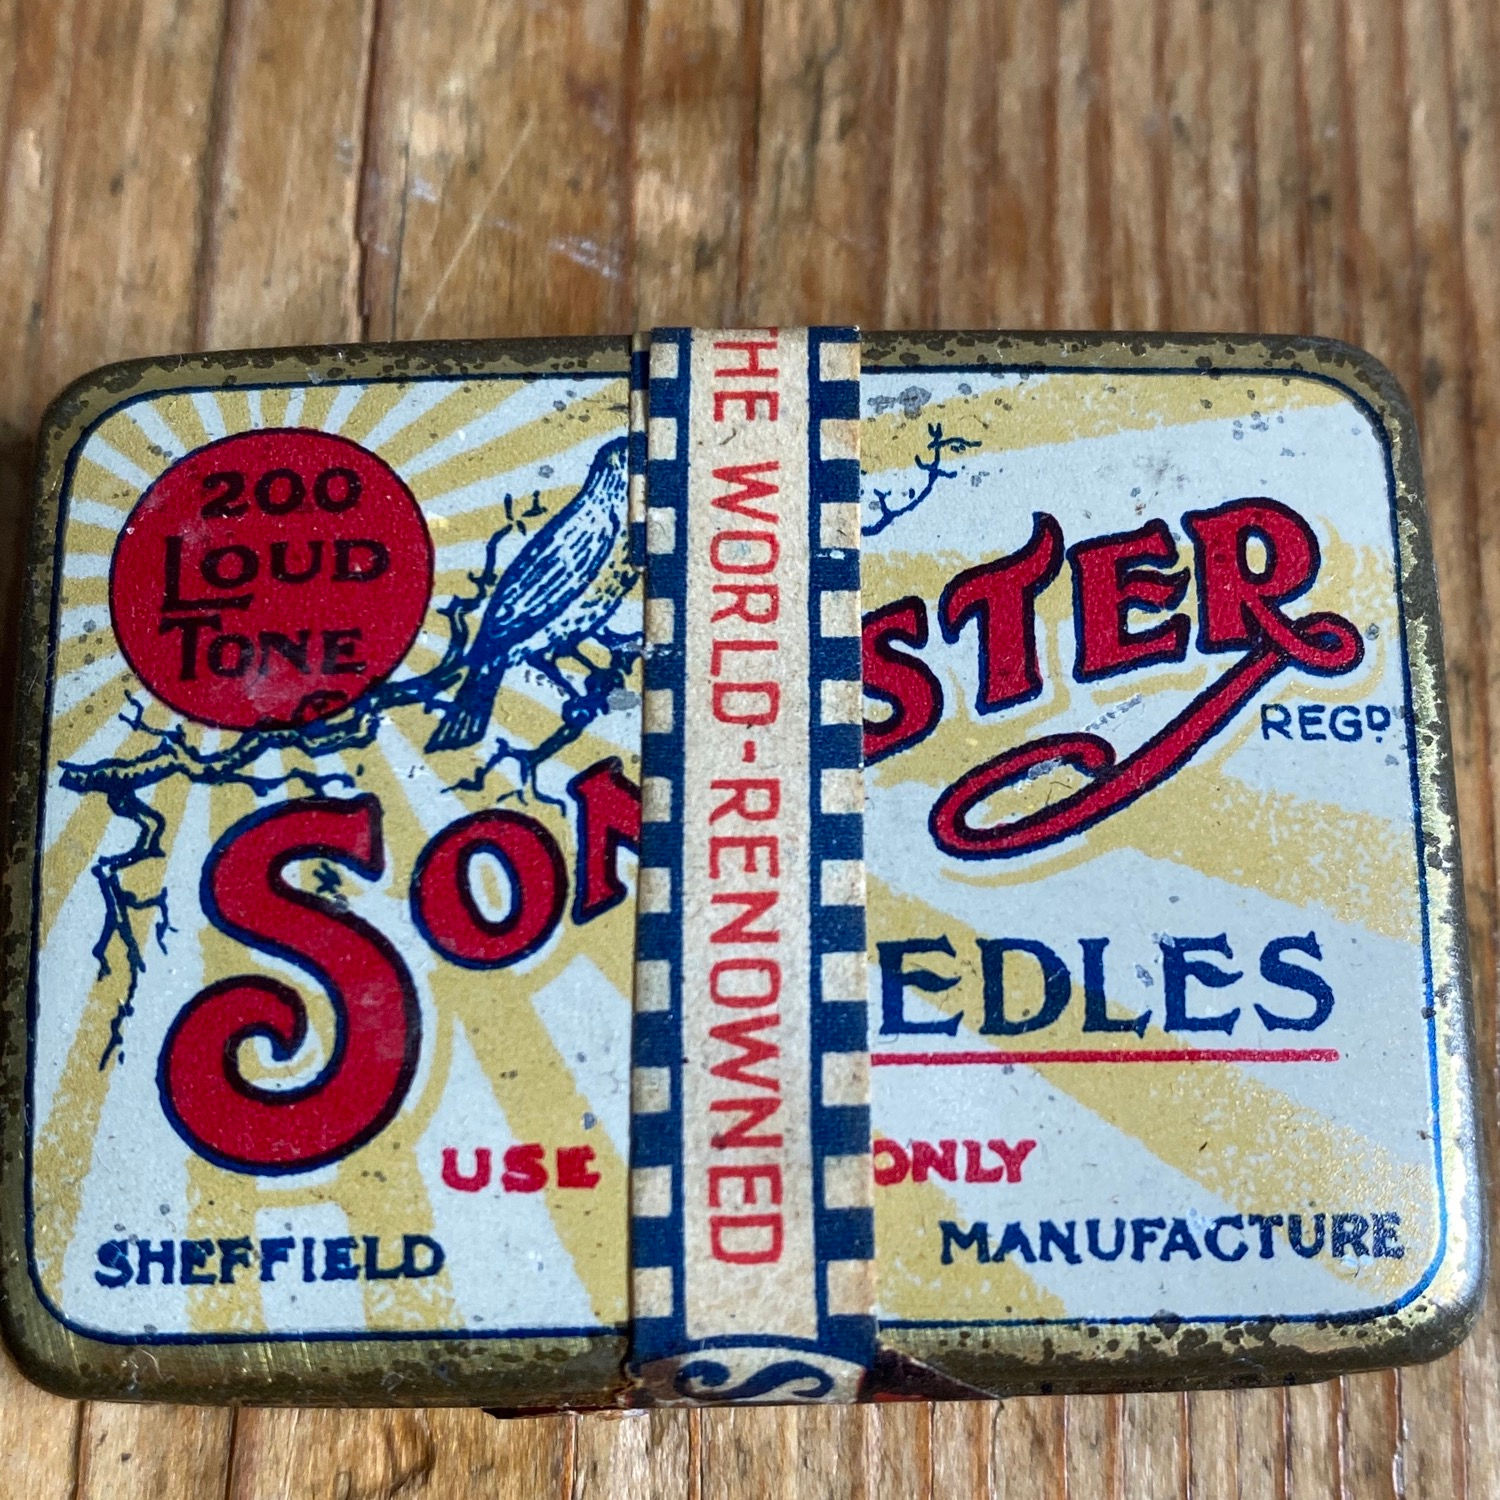 200
LOUD
TONE
SON STER
REGD
EDLES
USE ONLY
SHEFFIELD MANUFACTURE
THE WORLD-RENOWNED
S